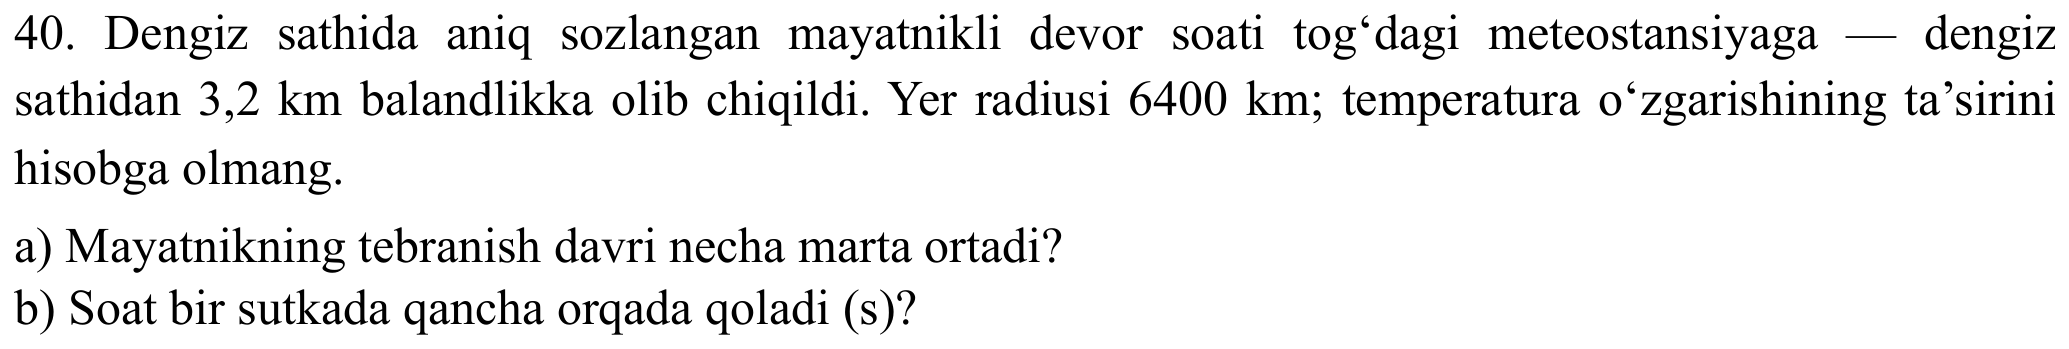 40. Dengiz sathida aniq sozlangan mayatnikli devor soati tog‘dagi meteostansiyaga — dengiz
sathidan 3,2 km balandlikka olib chiqildi. Yer radiusi 6400 km; temperatura o‘zgarishining ta’sirini
hisobga olmang.
a) Mayatnikning tebranish davri necha marta ortadi?
b) Soat bir sutkada qancha orqada qoladi (s)?